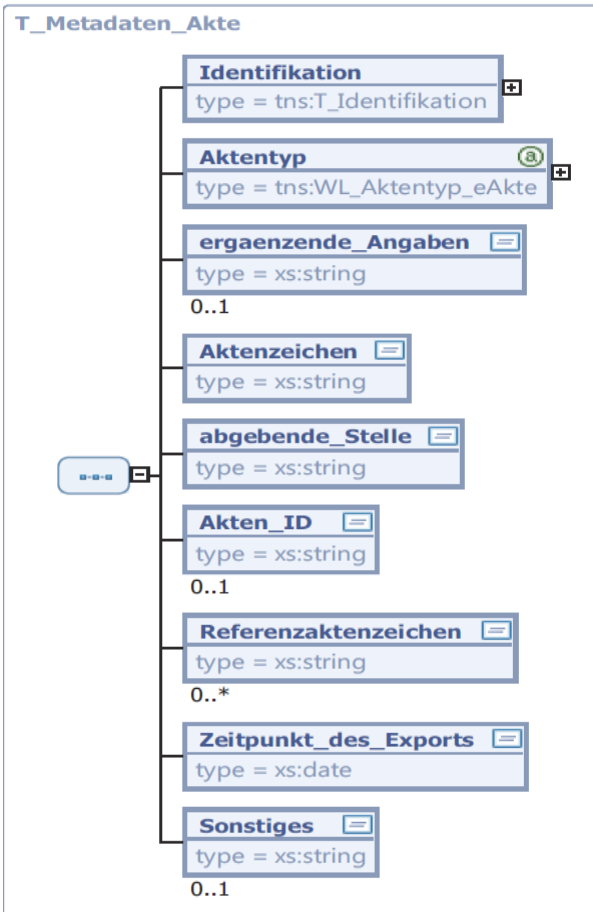 T_Metadaten_Akte
Identifikation
type = tns:T_Identifikation
Aktentyp
type = tns:WL_Aktentyp_eAkte
ergaenzende_Angaben
type = xs:string
0..1
Aktenzeichen
type = xs:string
abgebende_Stelle
type = xs:string
Akten_ID
type = xs:string
0..1
Referenzaktenzeichen
type = xs:string
0..*
Zeitpunkt_des_Exports
type = xs:date
Sonstiges
type = xs:string
0..1